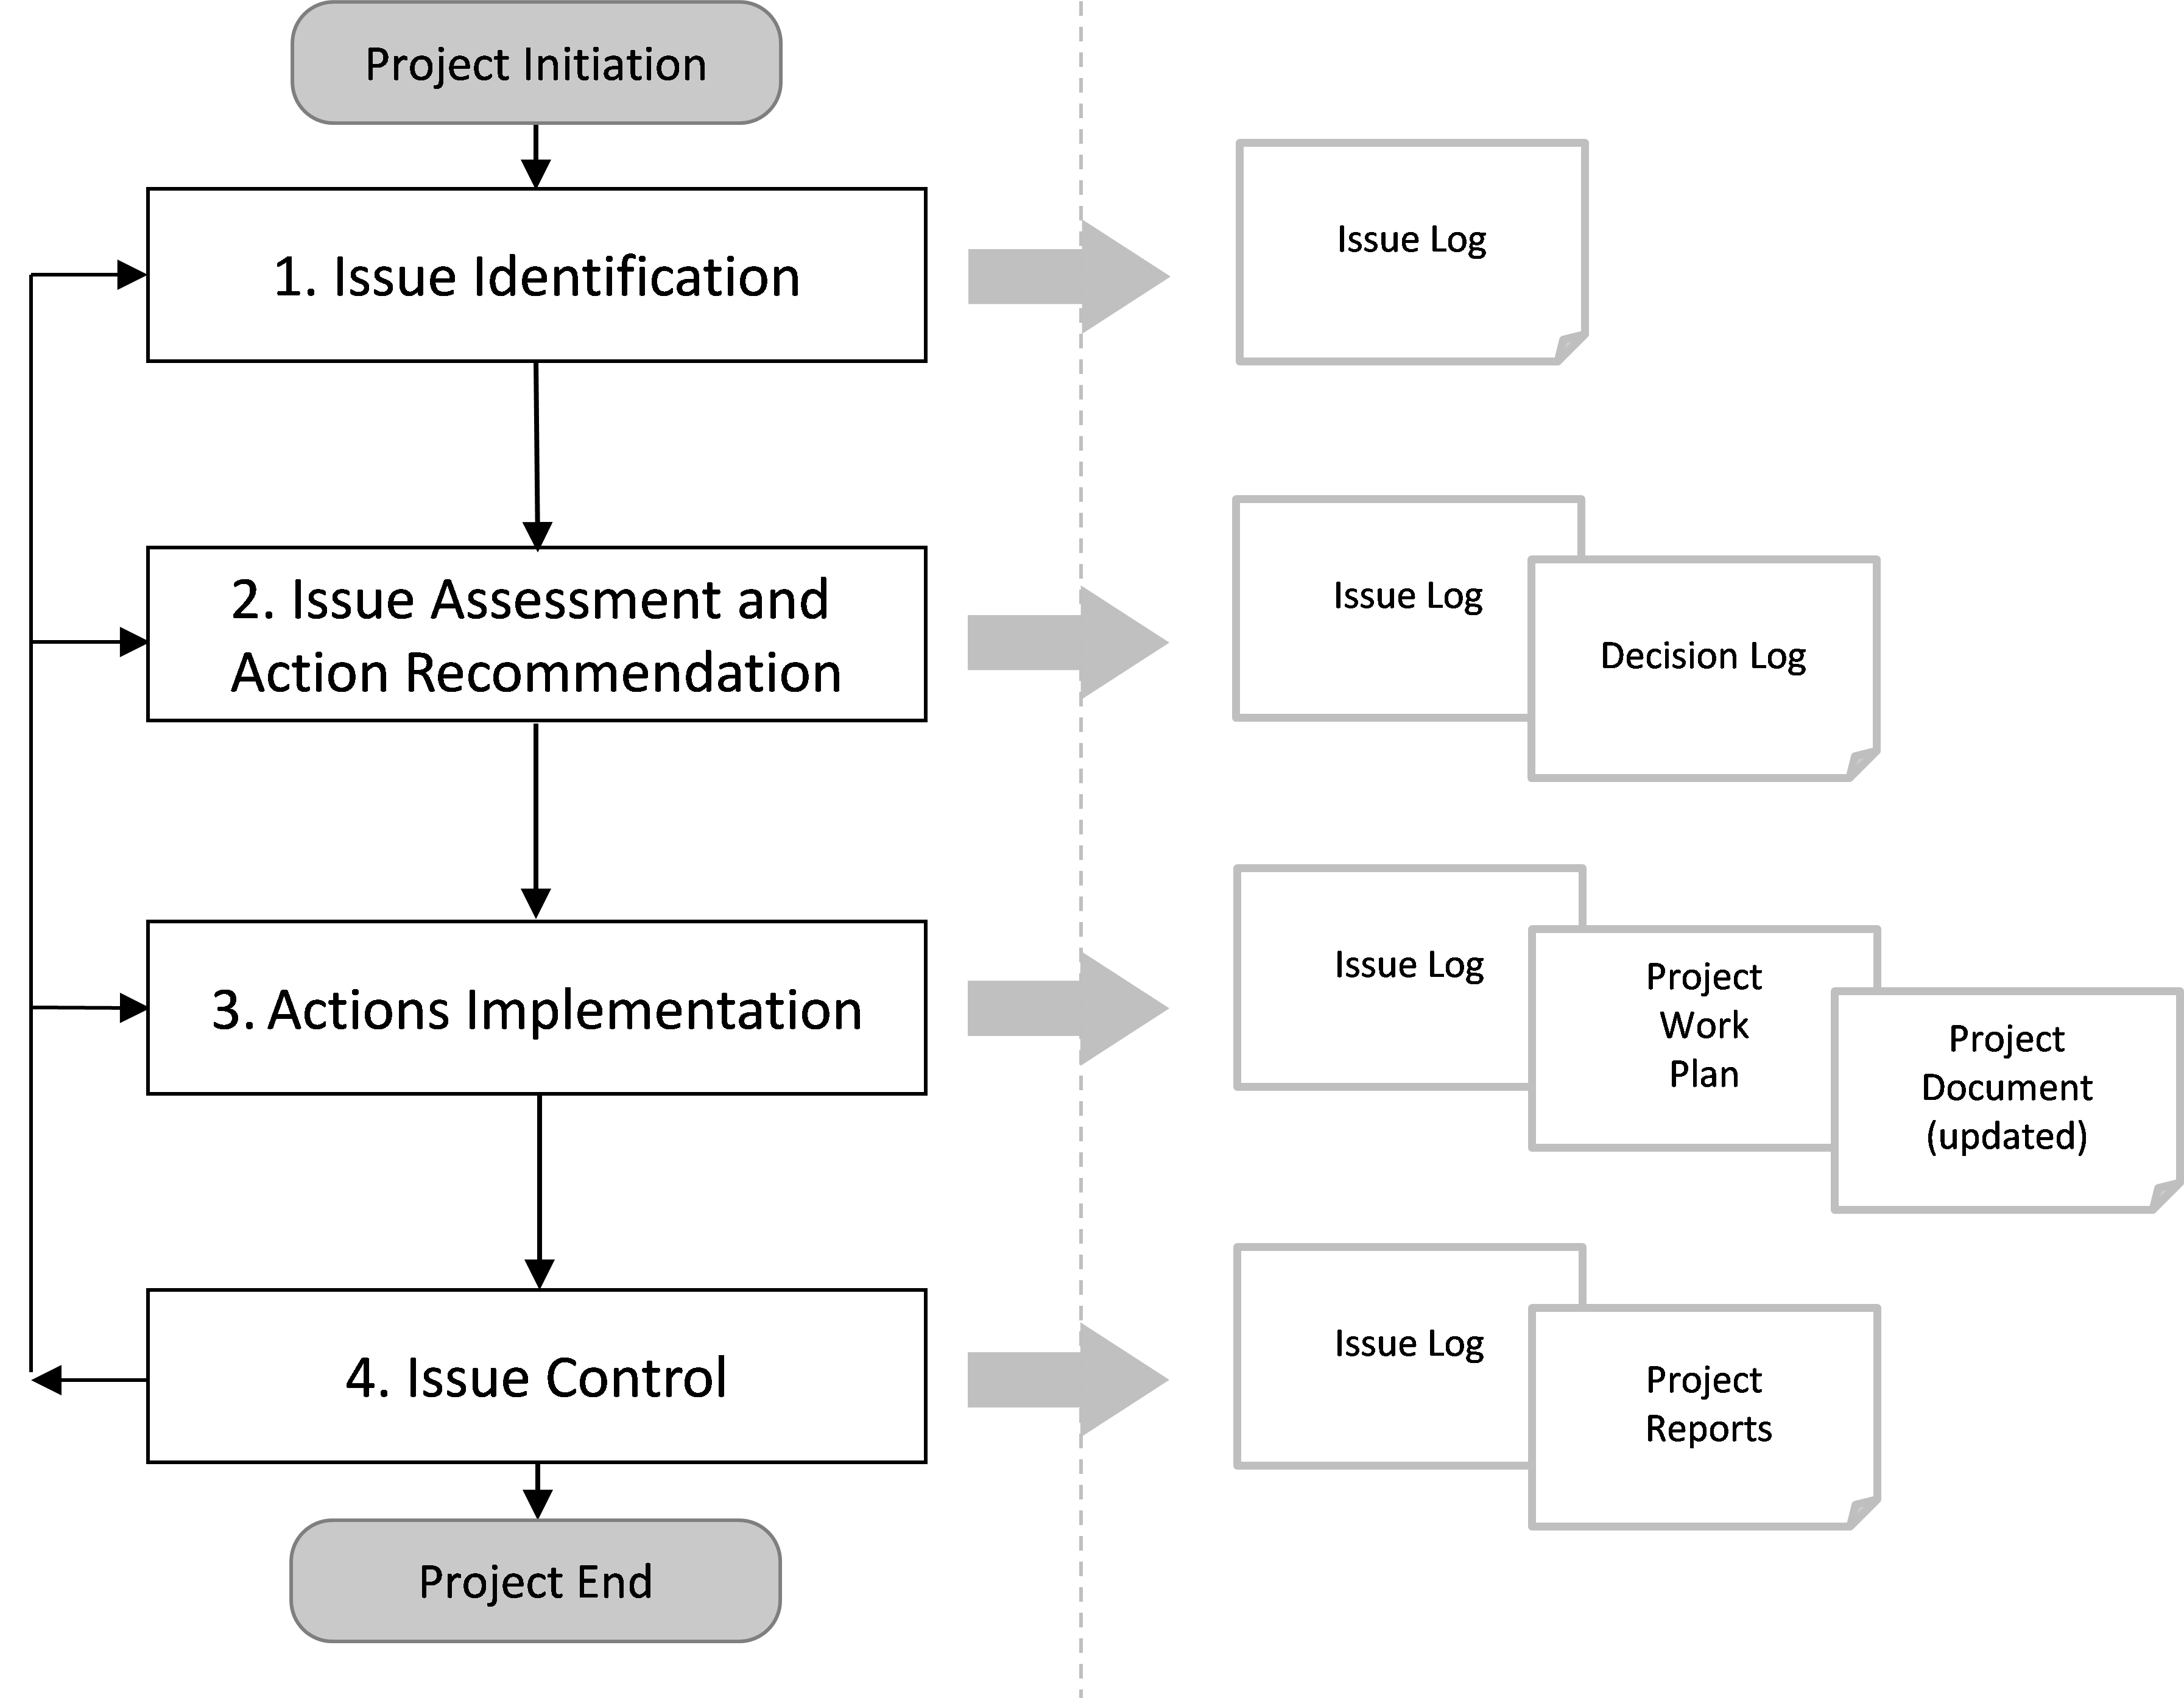 Project Initiation
1. Issue Identification
Issue Log
2. Issue Assessment and
Action Recommendation
Issue Log
Decision Log
3. Actions Implementation
Issue Log
Project
Work
Plan
Project
Document
(updated)
4. Issue Control
Issue Log
Project
Reports
Project End